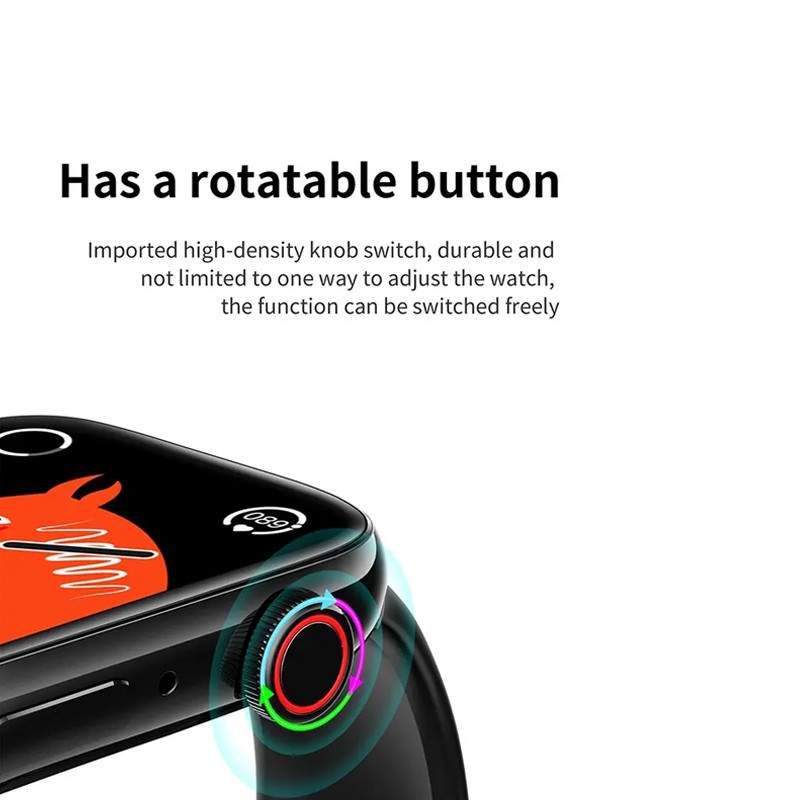 Has a rotatable button
Imported high-density knob switch, durable and
not limited to one way to adjust the watch,
the function can be switched freely
089